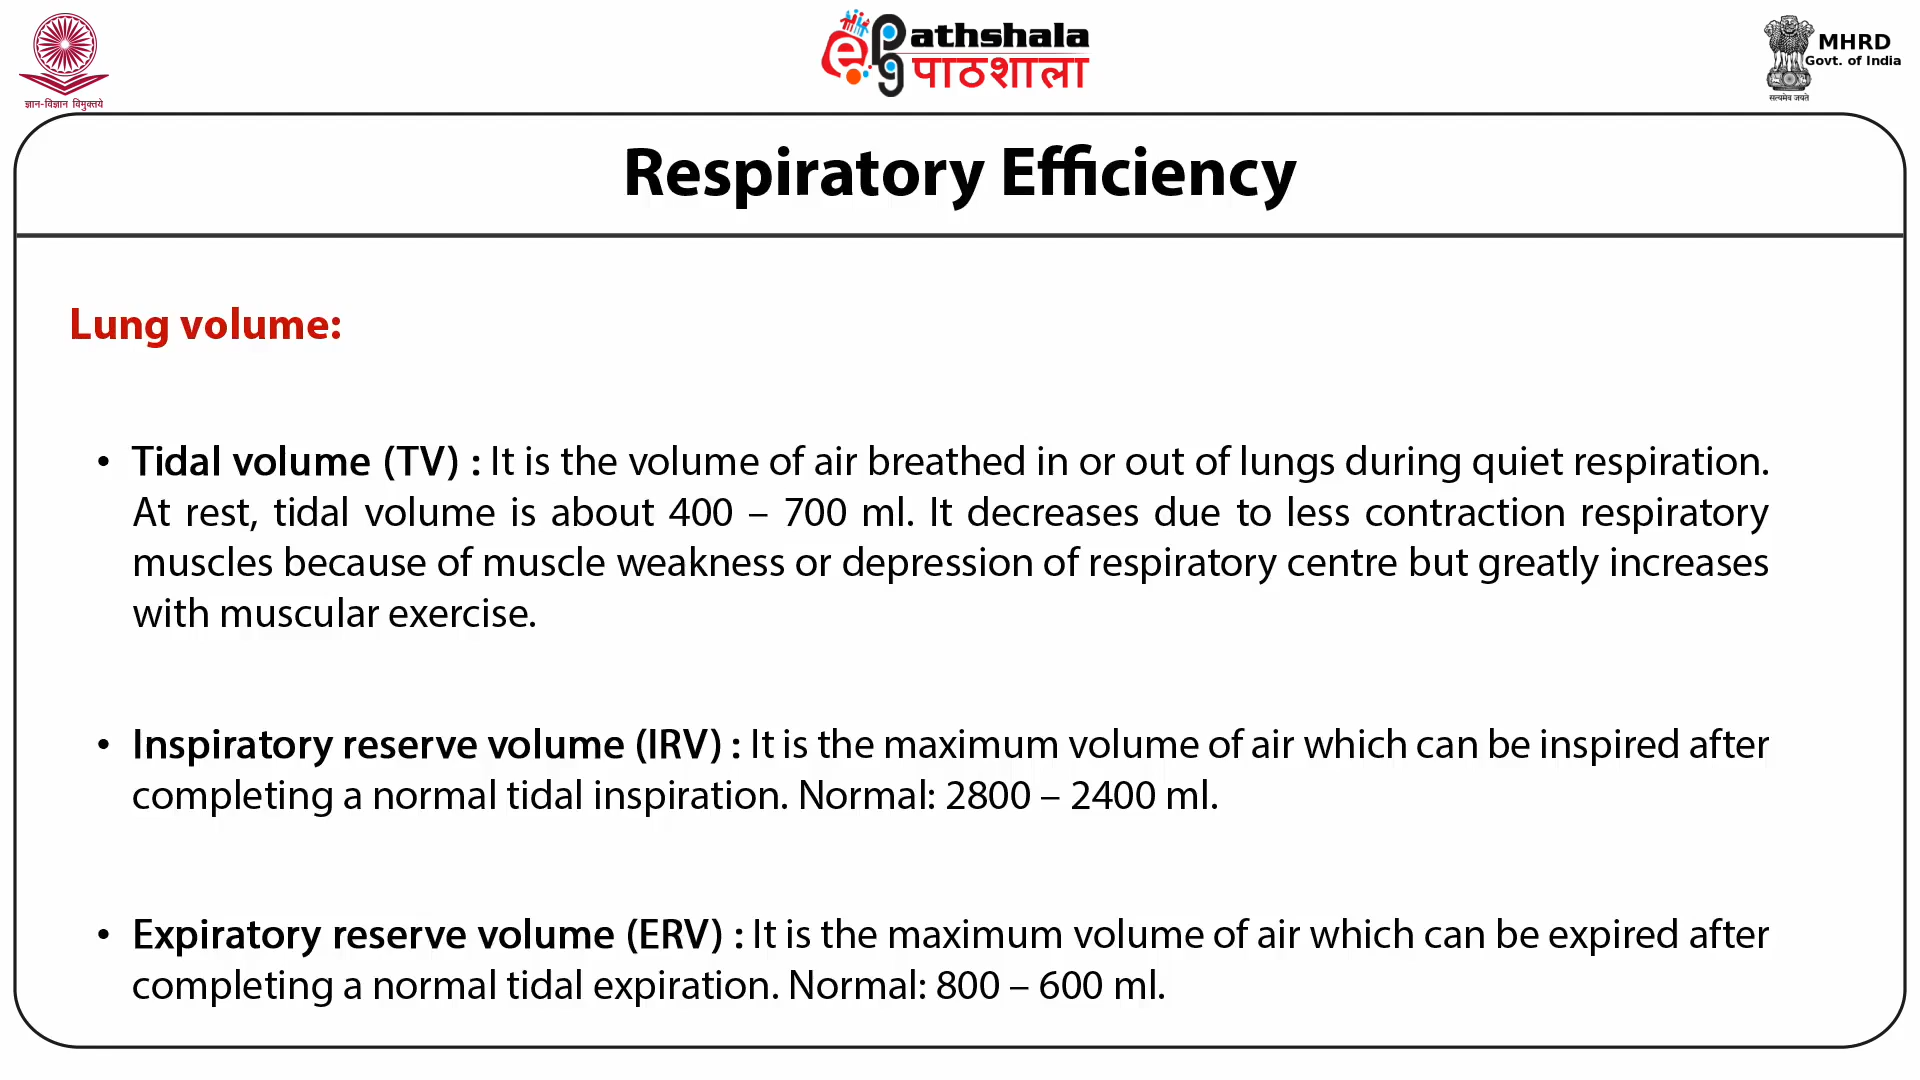 ज्ञान-विज्ञान विमुक्तये
e Pathshala
पाठशाला
MHRD
Govt. of India
सत्यमेव जयते
Respiratory Efficiency
Lung volume:
• Tidal volume (TV) : It is the volume of air breathed in or out of lungs during quiet respiration.
At rest, tidal volume is about 400 – 700 ml. It decreases due to less contraction respiratory
muscles because of muscle weakness or depression of respiratory centre but greatly increases
with muscular exercise.
• Inspiratory reserve volume (IRV) : It is the maximum volume of air which can be inspired after
completing a normal tidal inspiration. Normal: 2800 – 2400 ml.
• Expiratory reserve volume (ERV) : It is the maximum volume of air which can be expired after
completing a normal tidal expiration. Normal: 800 – 600 ml.